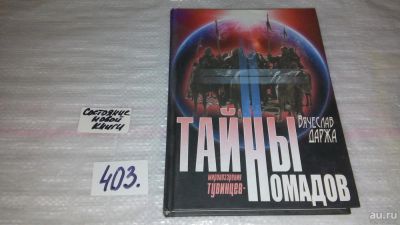 Состояние
новой
книги
403.
Вячеслав
ДАРЖА
ТАЙНЫ
мировоззрения
тувинцев-
НОМАДОВ
au.ru